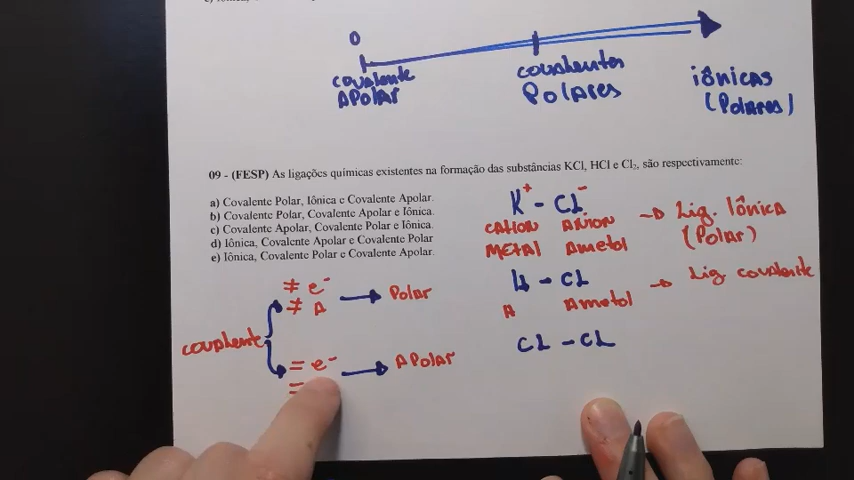 0
covalente
APolar
covalentes
Polares
iônicas
(Polares)
09 - (FESP) As ligações químicas existentes na formação das substâncias KCl, HCl e Cl₂, são respectivamente:
a) Covalente Polar, Iônica e Covalente Apolar.
b) Covalente Polar, Covalente Apolar e Iônica.
c) Covalente Apolar, Covalente Polar e Iônica.
d) Iônica, Covalente Apolar e Covalente Polar
e) Iônica, Covalente Polar e Covalente Apolar.
K⁺ - CL⁻
CATION ANION → Lig. Iônica
METAL Ametol (Polar)
H - CL → Lig covalente
A Ametol
CL - CL
covalente
≠ e⁻
≠ A → Polar
= e⁻ → APolar
=